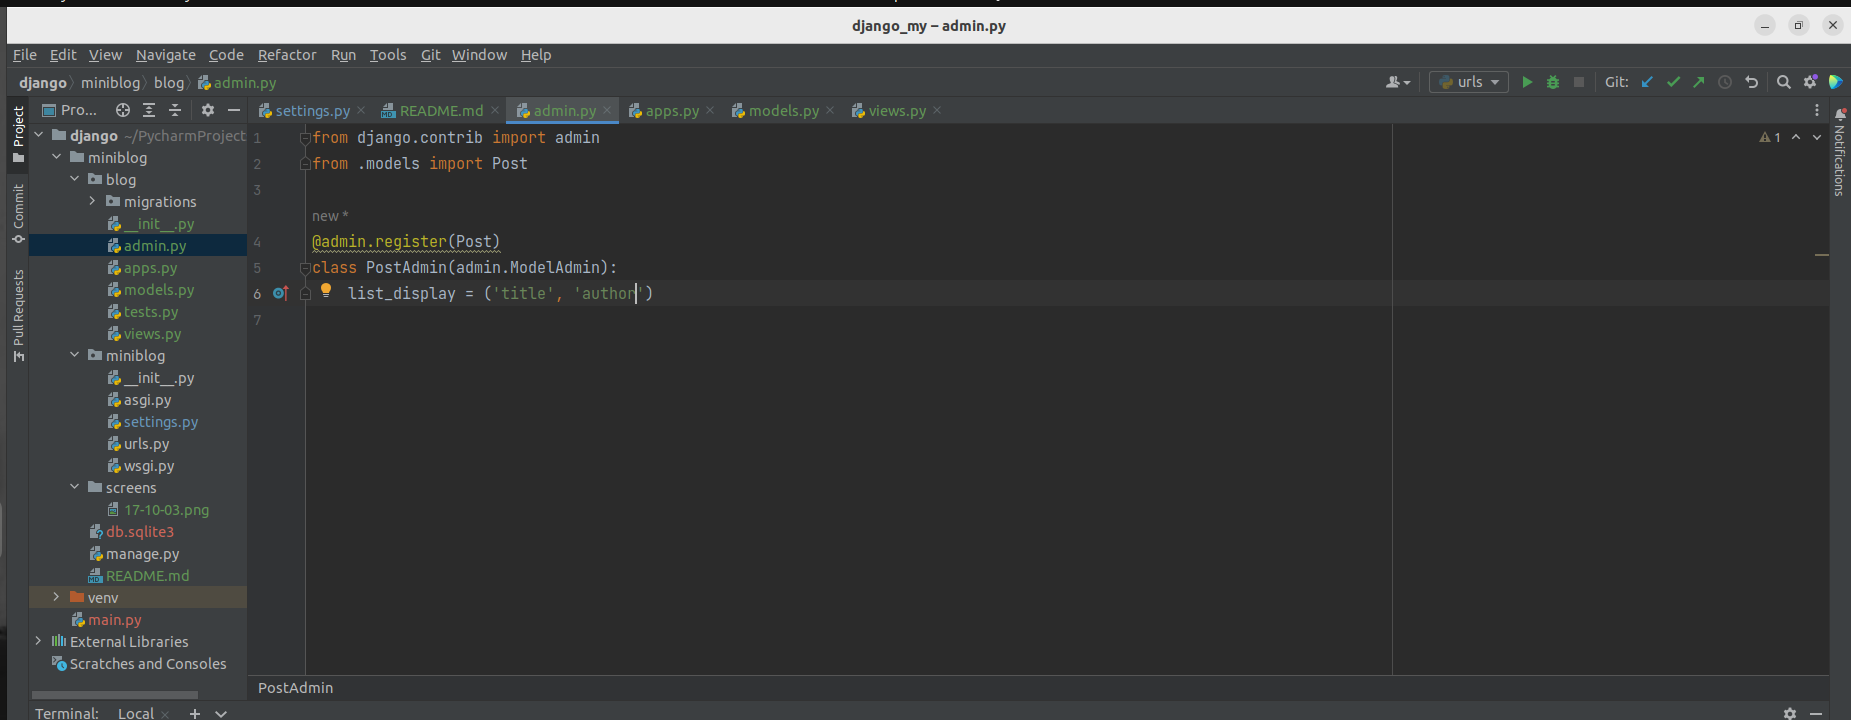 django_my – admin.py
File Edit View Navigate Code Refactor Run Tools Git Window Help
django miniblog blog admin.py
urls
Git:
Pro...
settings.py README.md admin.py apps.py models.py views.py
Project
Commit
Pull Requests
django ~/PycharmProject
miniblog
blog
migrations
__init__.py
admin.py
apps.py
models.py
tests.py
views.py
miniblog
__init__.py
asgi.py
settings.py
urls.py
wsgi.py
screens
17-10-03.png
db.sqlite3
manage.py
README.md
venv
main.py
External Libraries
Scratches and Consoles
1 from django.contrib import admin
2 from .models import Post
3
new *
4 @admin.register(Post)
5 class PostAdmin(admin.ModelAdmin):
6 list_display = ('title', 'author')
7
1
Notifications
PostAdmin
Terminal: Local